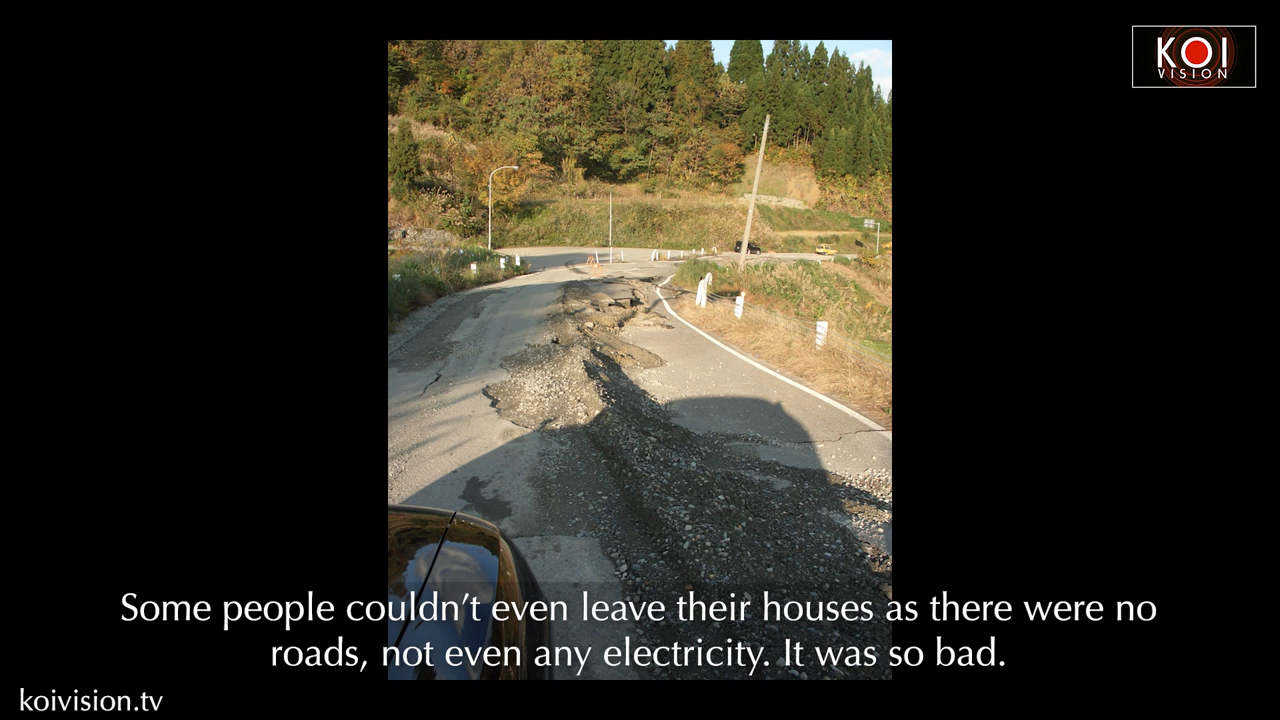 KOI
VISION
Some people couldn't even leave their houses as there were no
roads, not even any electricity. It was so bad.
koivision.tv